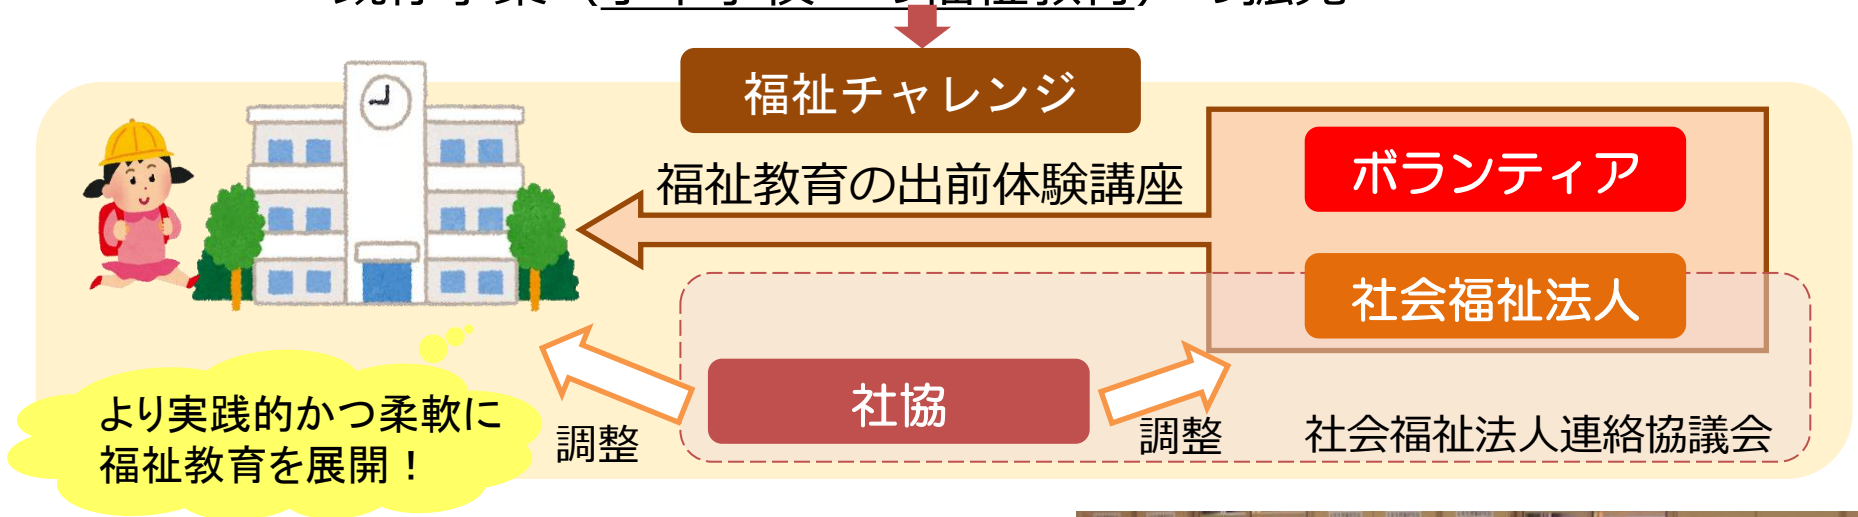 福祉チャレンジ
福祉教育の出前体験講座
ボランティア
社会福祉法人
社協
調整
調整
社会福祉法人連絡協議会
より実践的かつ柔軟に
福祉教育を展開！